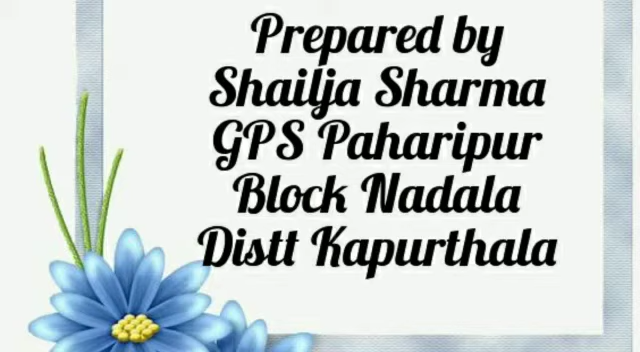 Prepared by
Shailja Sharma
GPS Paharipur
Block Nadala
Distt Kapurthala